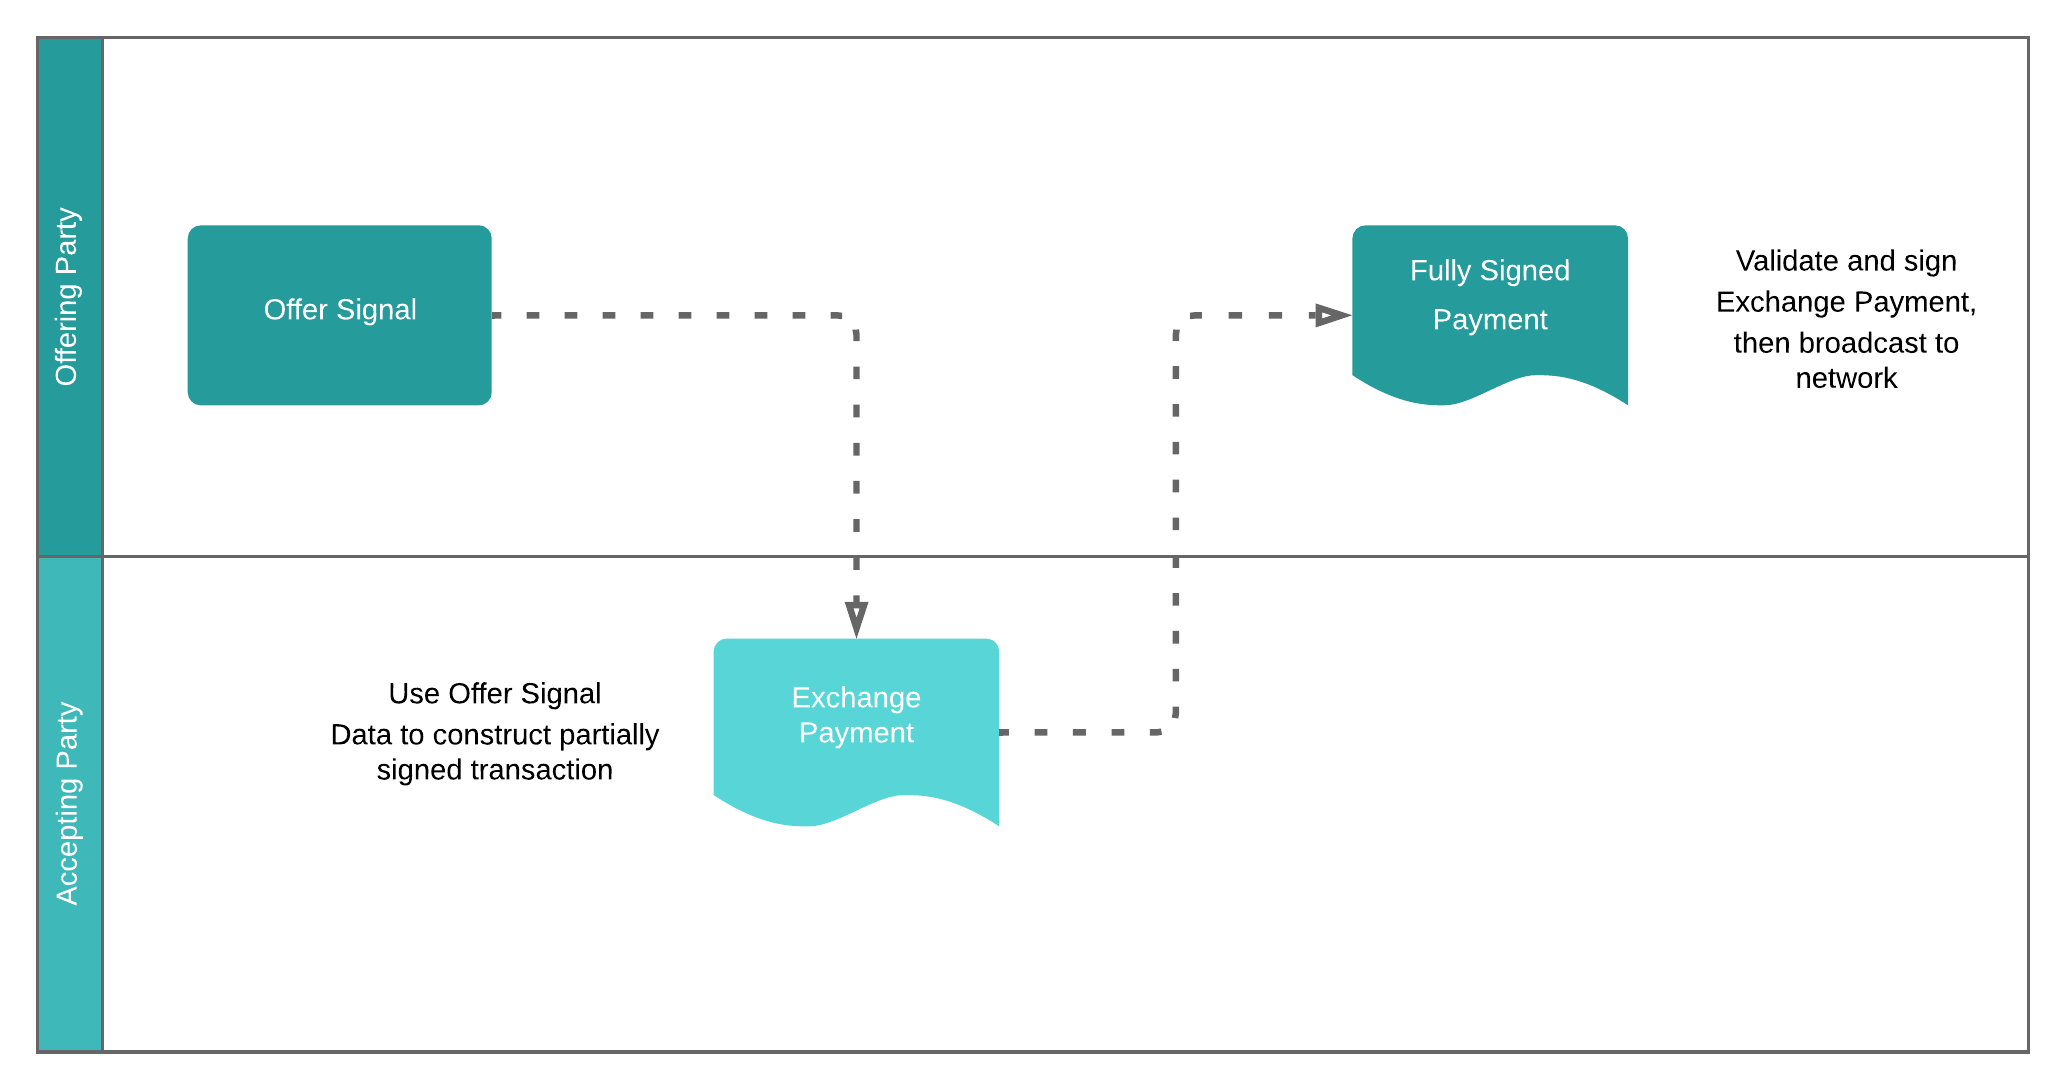 Offering Party
Offer Signal
Fully Signed
Payment
Validate and sign
Exchange Payment,
then broadcast to
network
Accepting Party
Use Offer Signal
Data to construct partially
signed transaction
Exchange
Payment